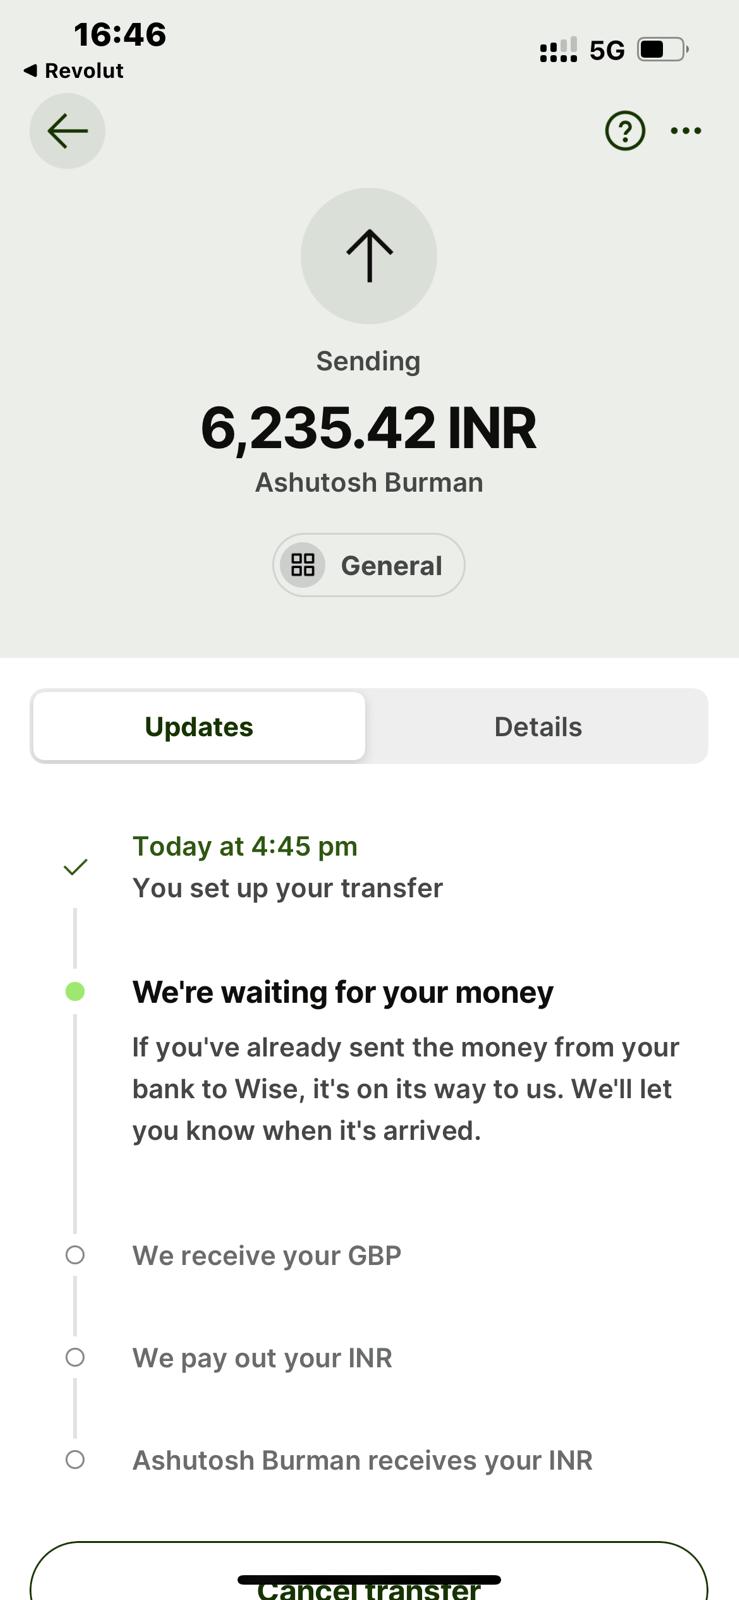 16:46
5G
◀ Revolut
?
Sending
6,235.42 INR
Ashutosh Burman
General
Updates
Details
Today at 4:45 pm
You set up your transfer
We're waiting for your money
If you've already sent the money from your
bank to Wise, it's on its way to us. We'll let
you know when it's arrived.
We receive your GBP
We pay out your INR
Ashutosh Burman receives your INR
Cancel transfer